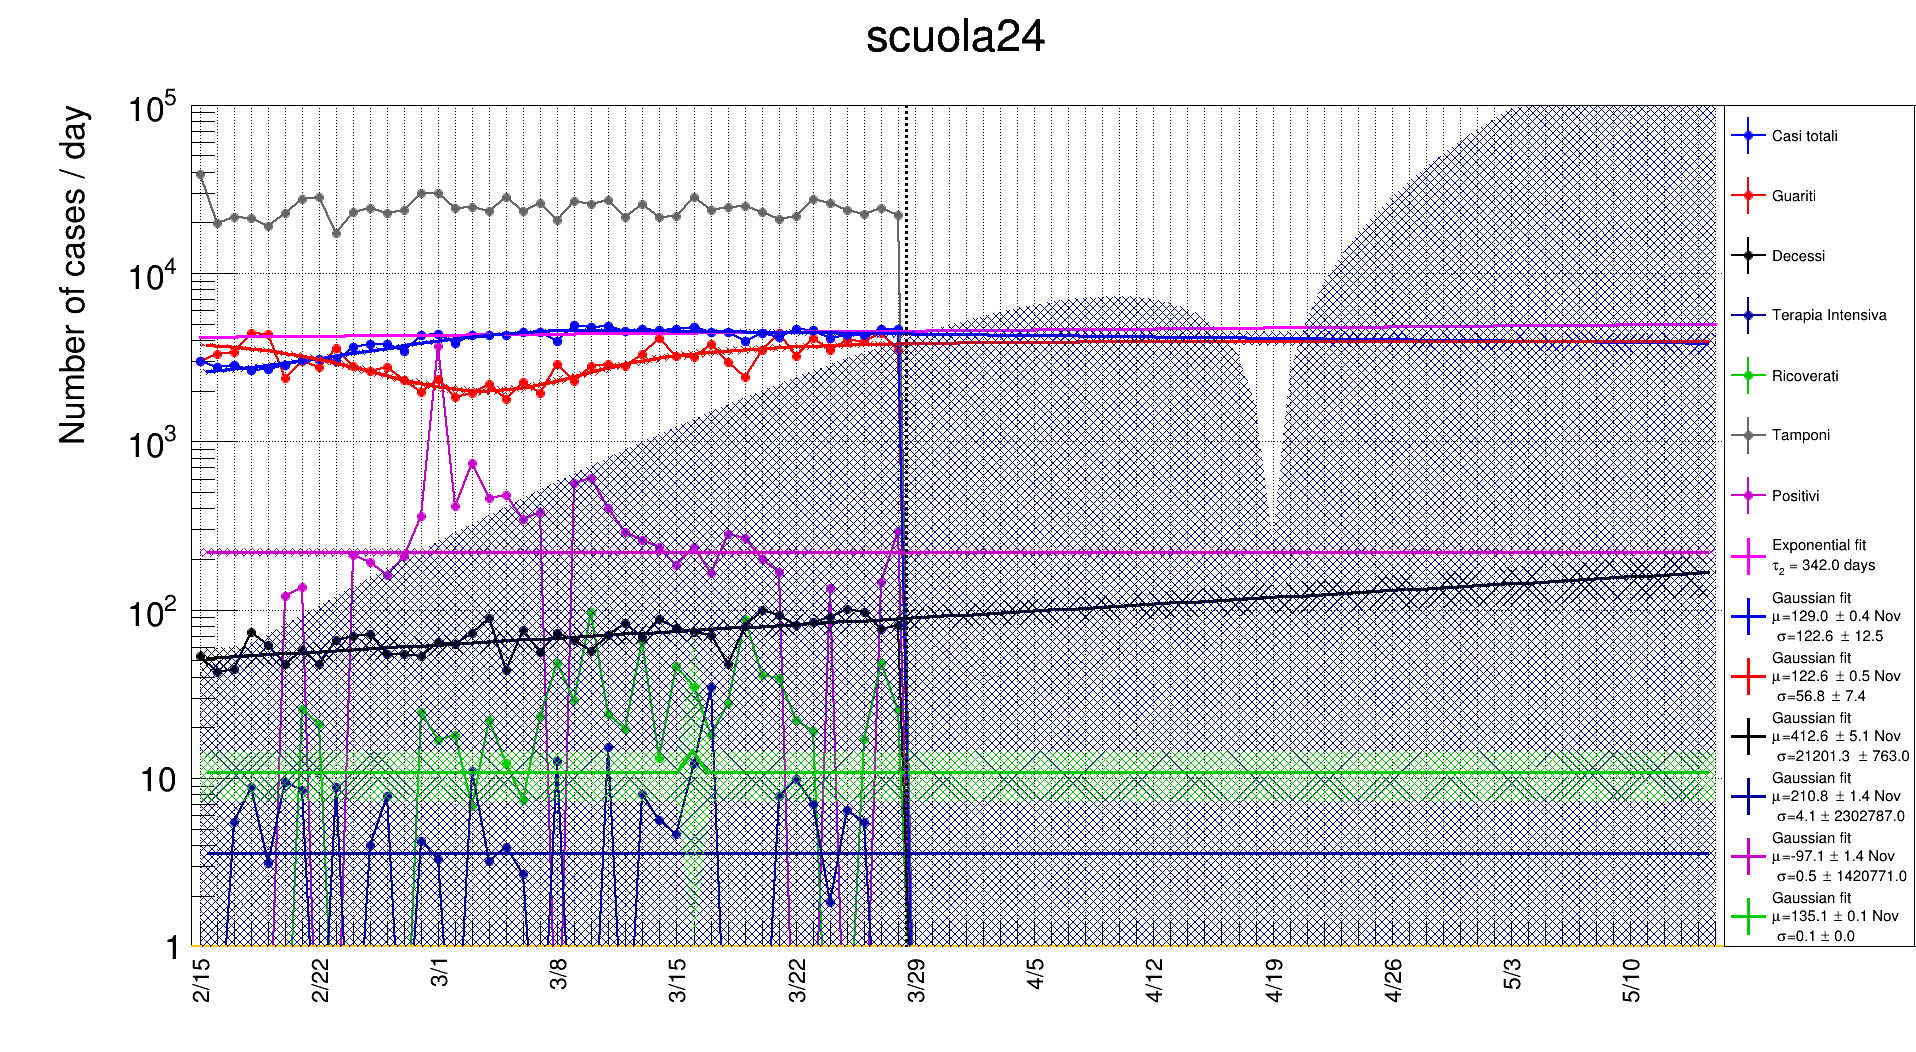 scuola24
Number of cases / day
10^5
10^4
10^3
10^2
10
1
2/15
2/22
3/1
3/8
3/15
3/22
3/29
4/5
4/12
4/19
4/26
5/3
5/10
Casi totali
Guariti
Decessi
Terapia Intensiva
Ricoverati
Tamponi
Positivi
Exponential fit
τ₂ = 342.0 days
Gaussian fit
μ=129.0 ± 0.4 Nov
σ=122.6 ± 12.5
Gaussian fit
μ=122.6 ± 0.5 Nov
σ=56.8 ± 7.4
Gaussian fit
μ=412.6 ± 5.1 Nov
σ=21201.3 ± 763.0
Gaussian fit
μ=210.8 ± 1.4 Nov
σ=4.1 ± 2302787.0
Gaussian fit
μ=-97.1 ± 1.4 Nov
σ=0.5 ± 1420771.0
Gaussian fit
μ=135.1 ± 0.1 Nov
σ=0.1 ± 0.0